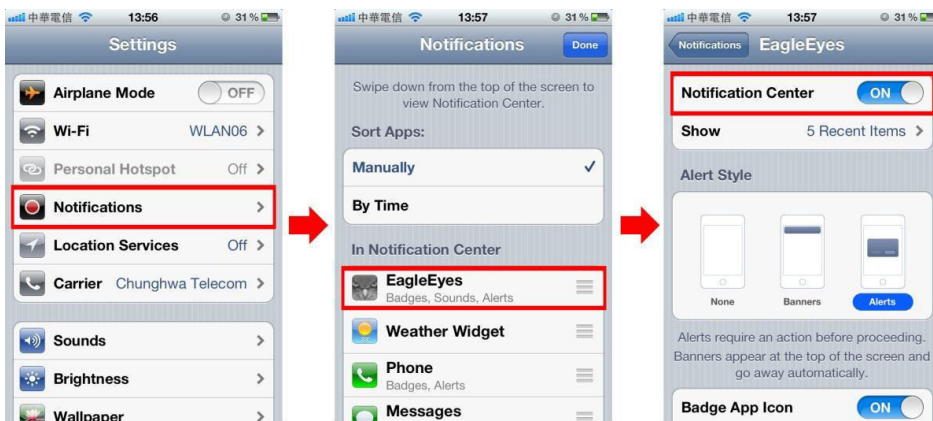 中華電信 13:56 31%
Settings
Airplane Mode OFF
Wi-Fi WLAN06
Personal Hotspot Off
Notifications
Location Services Off
Carrier Chunghwa Telecom
Sounds
Brightness
Wallpaper
中華電信 13:57 31%
Notifications Done
Swipe down from the top of the screen to
view Notification Center.
Sort Apps:
Manually
By Time
In Notification Center
EagleEyes
Badges, Sounds, Alerts
Weather Widget
Phone
Badges, Alerts
Messages
中華電信 13:57 31%
Notifications EagleEyes
Notification Center ON
Show 5 Recent Items
Alert Style
None Banners Alerts
Alerts require an action before proceeding.
Banners appear at the top of the screen and
go away automatically.
Badge App Icon ON